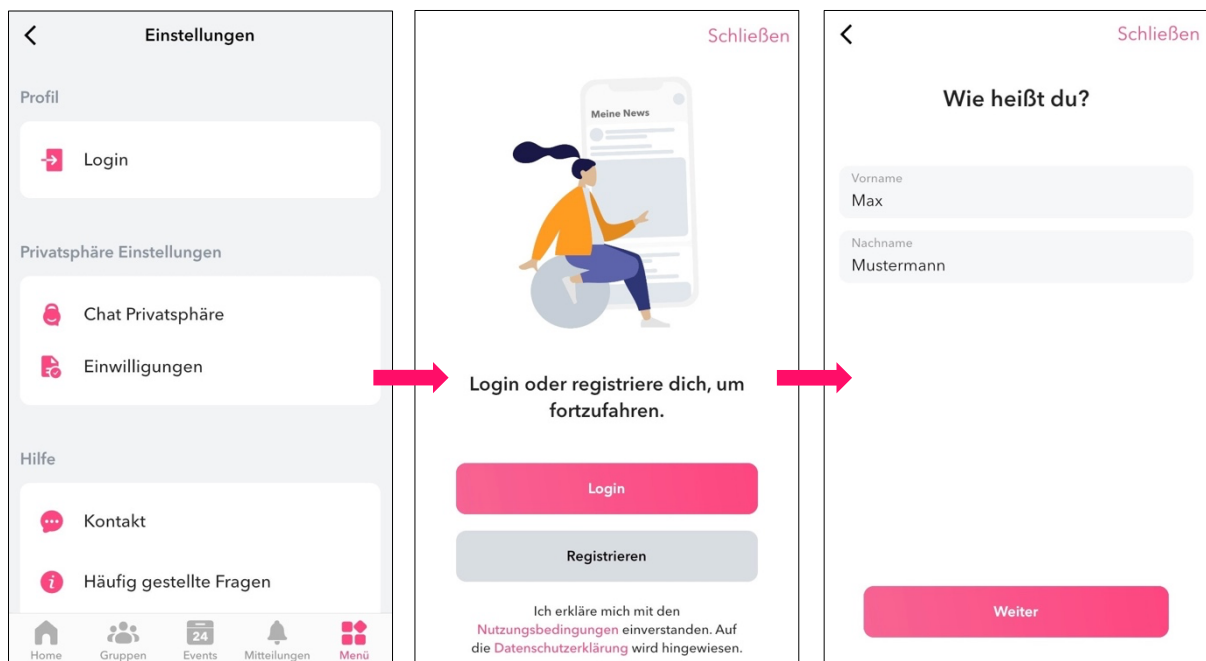 Einstellungen
Profil
Login
Privatsphäre Einstellungen
Chat Privatsphäre
Einwilligungen
Hilfe
Kontakt
Häufig gestellte Fragen
Home
Gruppen
24
Events
Mitteilungen
Menü
Schließen
Meine News
Login oder registriere dich, um
fortzufahren.
Login
Registrieren
Ich erkläre mich mit den
Nutzungsbedingungen einverstanden. Auf
die Datenschutzerklärung wird hingewiesen.
Schließen
Wie heißt du?
Vorname
Max
Nachname
Mustermann
Weiter